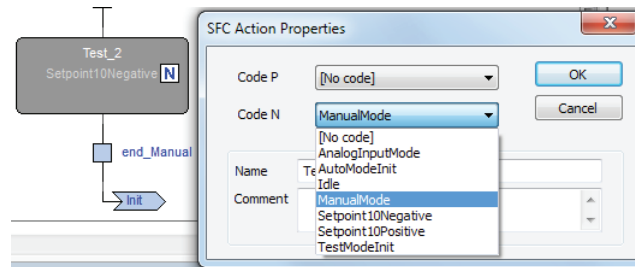 Test_2
Setpoint10Negative N
end_Manual
Init
SFC Action Properties
Code P [No code] OK
Code N ManualMode Cancel
[No code]
AnalogInputMode
AutoModeInit
Idle
ManualMode
Setpoint10Negative
Setpoint10Positive
TestModeInit
Name Te
Comment